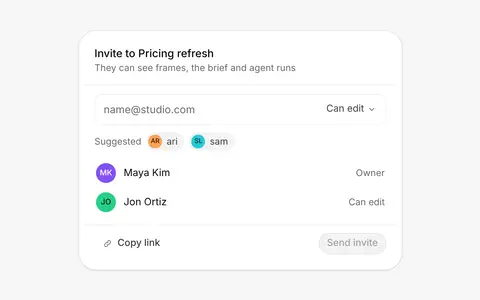 Invite to Pricing refresh
They can see frames, the brief and agent runs
name@studio.com Can edit
Suggested AR ari SL sam
MK Maya Kim Owner
JO Jon Ortiz Can edit
Copy link Send invite